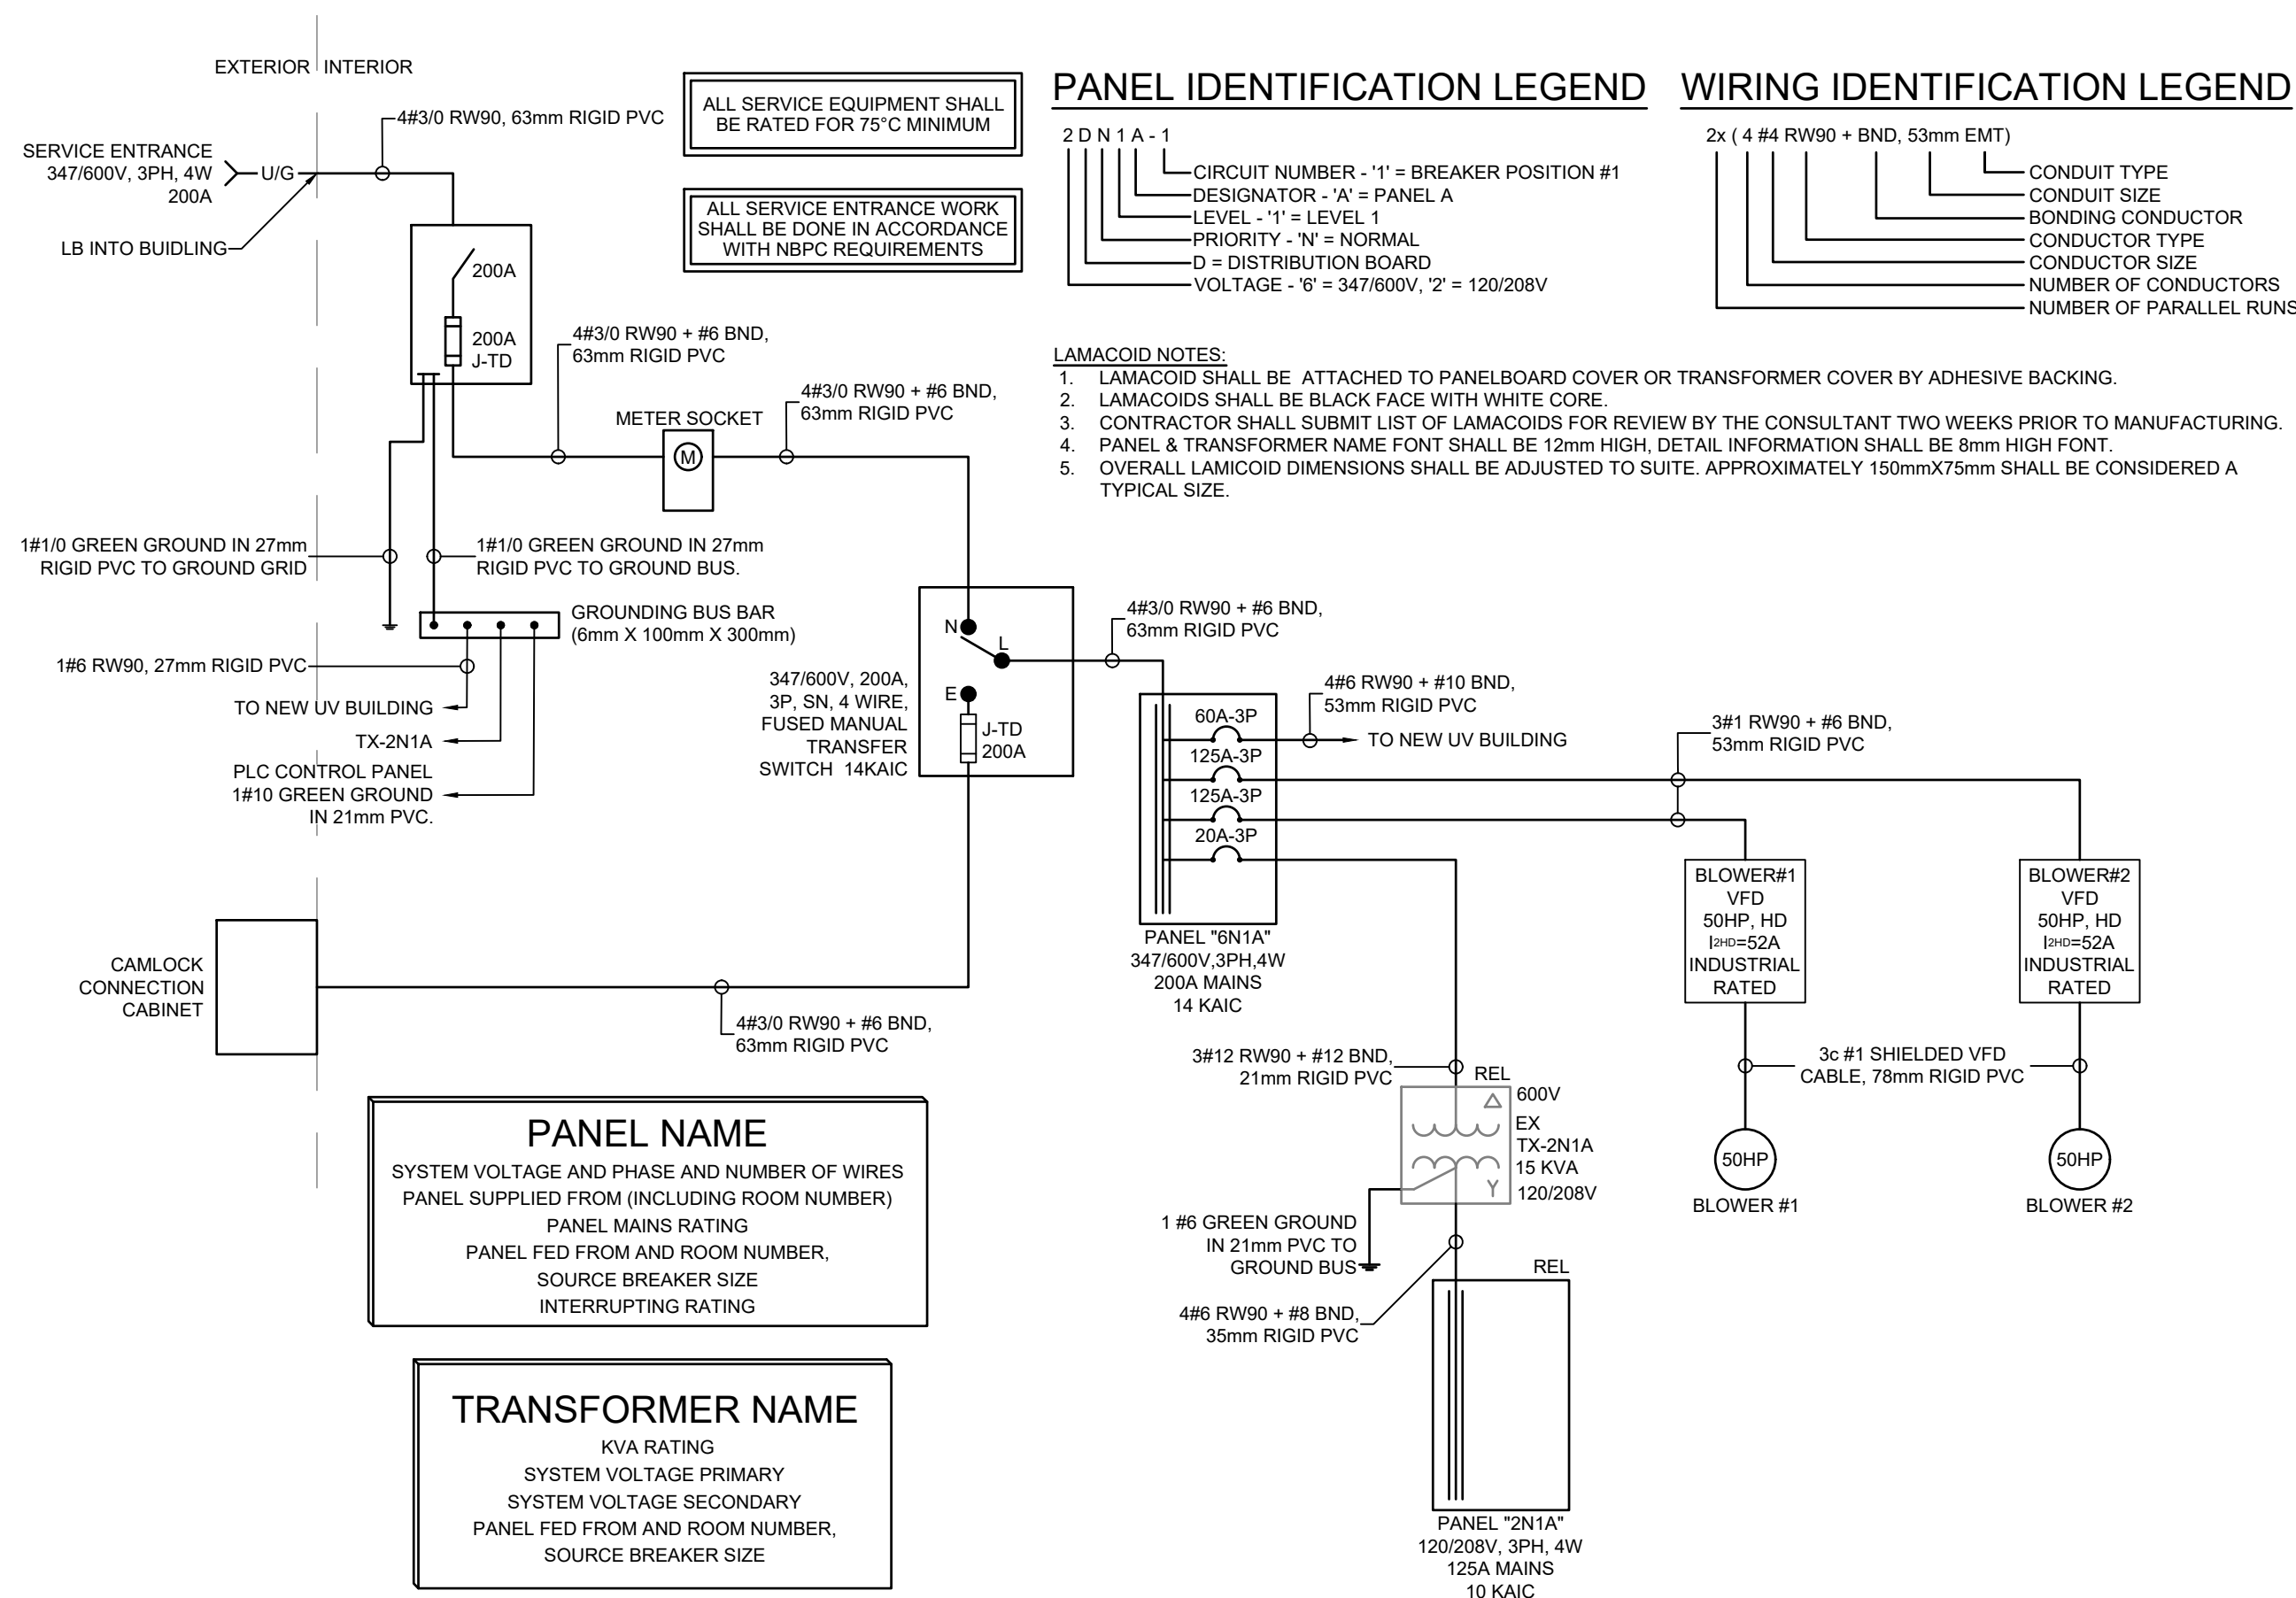 EXTERIOR INTERIOR
4#3/0 RW90, 63mm RIGID PVC
SERVICE ENTRANCE
347/600V, 3PH, 4W
200A
U/G
LB INTO BUIDLING
200A
200A
J-TD
ALL SERVICE EQUIPMENT SHALL
BE RATED FOR 75°C MINIMUM
ALL SERVICE ENTRANCE WORK
SHALL BE DONE IN ACCORDANCE
WITH NBPC REQUIREMENTS
PANEL IDENTIFICATION LEGEND
2 D N 1 A - 1
CIRCUIT NUMBER - '1' = BREAKER POSITION #1
DESIGNATOR - 'A' = PANEL A
LEVEL - '1' = LEVEL 1
PRIORITY - 'N' = NORMAL
D = DISTRIBUTION BOARD
VOLTAGE - '6' = 347/600V, '2' = 120/208V
WIRING IDENTIFICATION LEGEND
2x ( 4 #4 RW90 + BND, 53mm EMT)
CONDUIT TYPE
CONDUIT SIZE
BONDING CONDUCTOR
CONDUCTOR TYPE
CONDUCTOR SIZE
NUMBER OF CONDUCTORS
NUMBER OF PARALLEL RUNS
LAMACOID NOTES:
1. LAMACOID SHALL BE ATTACHED TO PANELBOARD COVER OR TRANSFORMER COVER BY ADHESIVE BACKING.
2. LAMACOIDS SHALL BE BLACK FACE WITH WHITE CORE.
3. CONTRACTOR SHALL SUBMIT LIST OF LAMACOIDS FOR REVIEW BY THE CONSULTANT TWO WEEKS PRIOR TO MANUFACTURING.
4. PANEL & TRANSFORMER NAME FONT SHALL BE 12mm HIGH, DETAIL INFORMATION SHALL BE 8mm HIGH FONT.
5. OVERALL LAMICOID DIMENSIONS SHALL BE ADJUSTED TO SUITE. APPROXIMATELY 150mmX75mm SHALL BE CONSIDERED A
TYPICAL SIZE.
4#3/0 RW90 + #6 BND,
63mm RIGID PVC
4#3/0 RW90 + #6 BND,
63mm RIGID PVC
METER SOCKET
M
1#1/0 GREEN GROUND IN 27mm
RIGID PVC TO GROUND GRID
1#1/0 GREEN GROUND IN 27mm
RIGID PVC TO GROUND BUS.
GROUNDING BUS BAR
(6mm X 100mm X 300mm)
1#6 RW90, 27mm RIGID PVC
TO NEW UV BUILDING
TX-2N1A
PLC CONTROL PANEL
1#10 GREEN GROUND
IN 21mm PVC.
N
L
E
J-TD
200A
347/600V, 200A,
3P, SN, 4 WIRE,
FUSED MANUAL
TRANSFER
SWITCH 14KAIC
4#3/0 RW90 + #6 BND,
63mm RIGID PVC
4#6 RW90 + #10 BND,
53mm RIGID PVC
TO NEW UV BUILDING
3#1 RW90 + #6 BND,
53mm RIGID PVC
60A-3P
125A-3P
125A-3P
20A-3P
PANEL "6N1A"
347/600V,3PH,4W
200A MAINS
14 KAIC
BLOWER#1
VFD
50HP, HD
I2HD=52A
INDUSTRIAL
RATED
BLOWER#2
VFD
50HP, HD
I2HD=52A
INDUSTRIAL
RATED
CAMLOCK
CONNECTION
CABINET
4#3/0 RW90 + #6 BND,
63mm RIGID PVC
3#12 RW90 + #12 BND,
21mm RIGID PVC
3c #1 SHIELDED VFD
CABLE, 78mm RIGID PVC
REL
600V
EX
TX-2N1A
15 KVA
120/208V
Y
50HP
BLOWER #1
50HP
BLOWER #2
1 #6 GREEN GROUND
IN 21mm PVC TO
GROUND BUS
REL
4#6 RW90 + #8 BND,
35mm RIGID PVC
PANEL "2N1A"
120/208V, 3PH, 4W
125A MAINS
10 KAIC
PANEL NAME
SYSTEM VOLTAGE AND PHASE AND NUMBER OF WIRES
PANEL SUPPLIED FROM (INCLUDING ROOM NUMBER)
PANEL MAINS RATING
PANEL FED FROM AND ROOM NUMBER,
SOURCE BREAKER SIZE
INTERRUPTING RATING
TRANSFORMER NAME
KVA RATING
SYSTEM VOLTAGE PRIMARY
SYSTEM VOLTAGE SECONDARY
PANEL FED FROM AND ROOM NUMBER,
SOURCE BREAKER SIZE